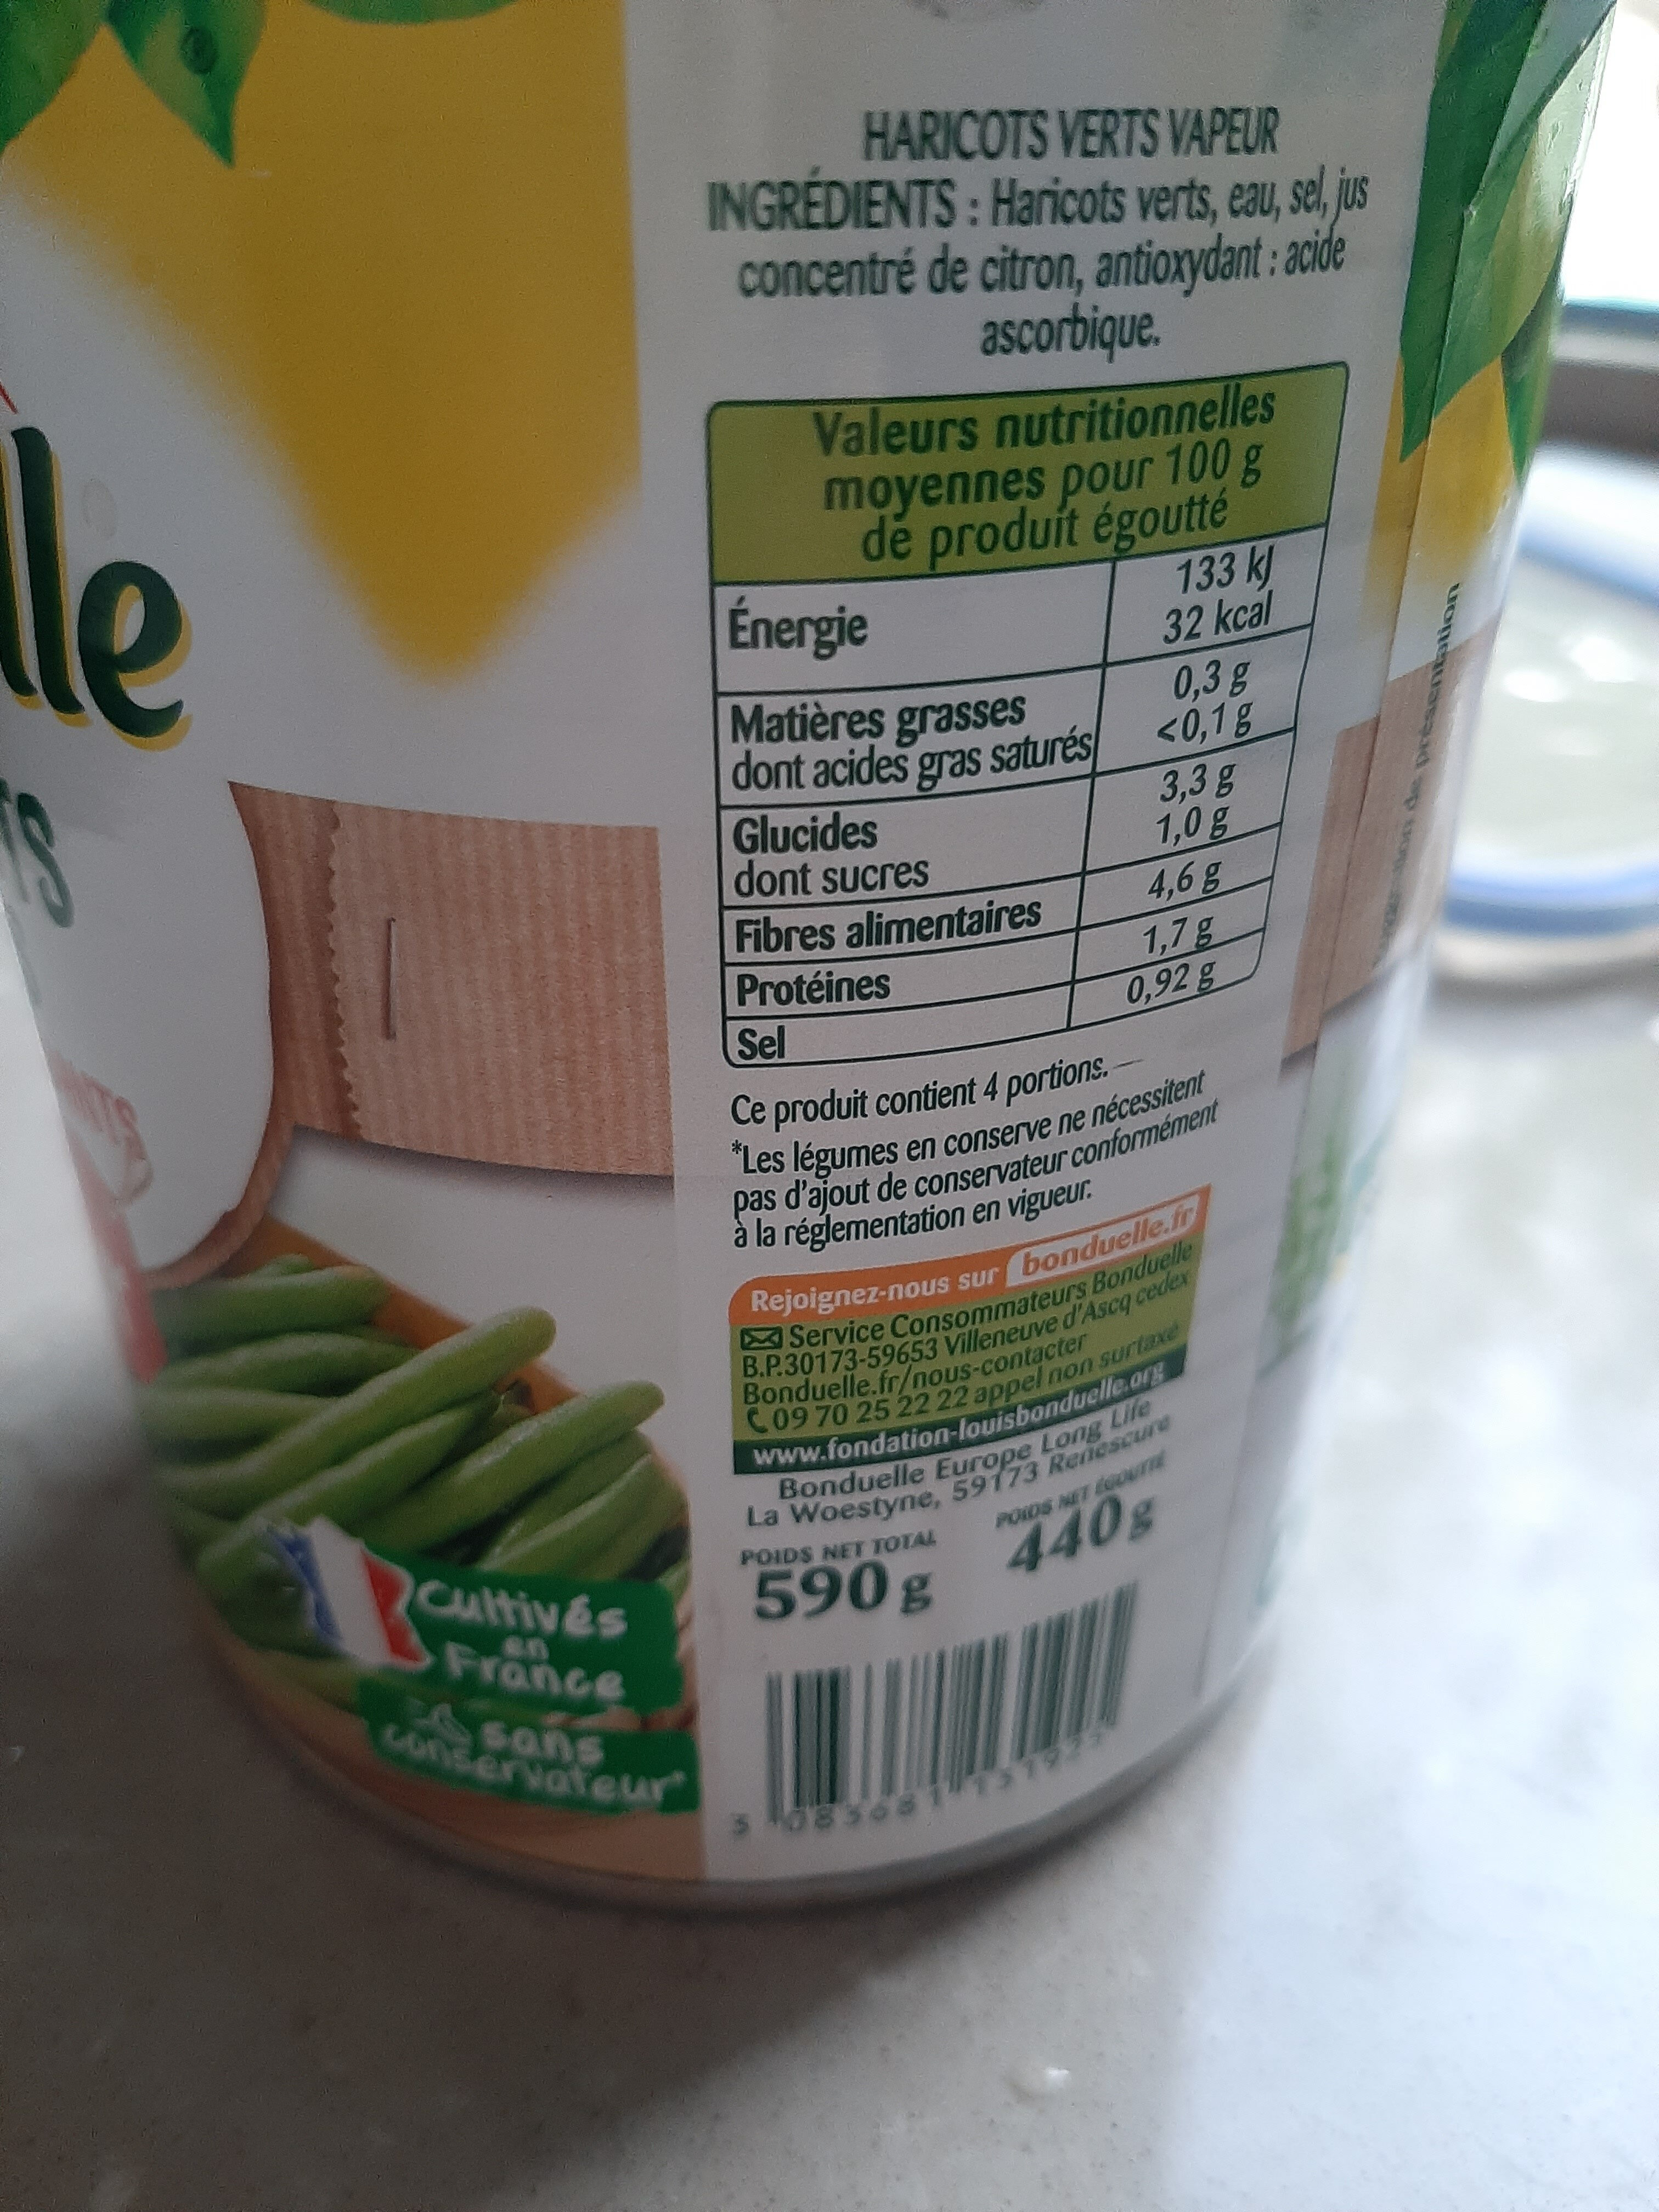 lle
TS
HARICOTS VERTS VAPEUR
INGRÉDIENTS : Haricots verts, eau, sel, jus
concentré de citron, antioxydant : acide
ascorbique.
Valeurs nutritionnelles
moyennes pour 100 g
de produit égoutté
Énergie 133 kJ
32 kcal
Matières grasses 0,3 g
dont acides gras saturés <0,1 g
Glucides 3,3 g
dont sucres 1,0 g
Fibres alimentaires 4,6 g
Protéines 1,7 g
Sel 0,92 g
Ce produit contient 4 portions.
*Les légumes en conserve ne nécessitent
pas d'ajout de conservateur conformément
à la réglementation en vigueur.
Rejoignez-nous sur bonduelle.fr
Service Consommateurs Bonduelle
B.P.30173-59653 Villeneuve d'Ascq cedex
Bonduelle.fr/nous-contacter
09 70 25 22 22 appel non surtaxé
www.fondation-louisbonduelle.org
Bonduelle Europe Long Life
La Woestyne, 59173 Renescure
POIDS NET TOTAL POIDS NET ÉGOUTTÉ
590 g 440 g
Cultivés
en
France
sans
conservateur*
de présentation